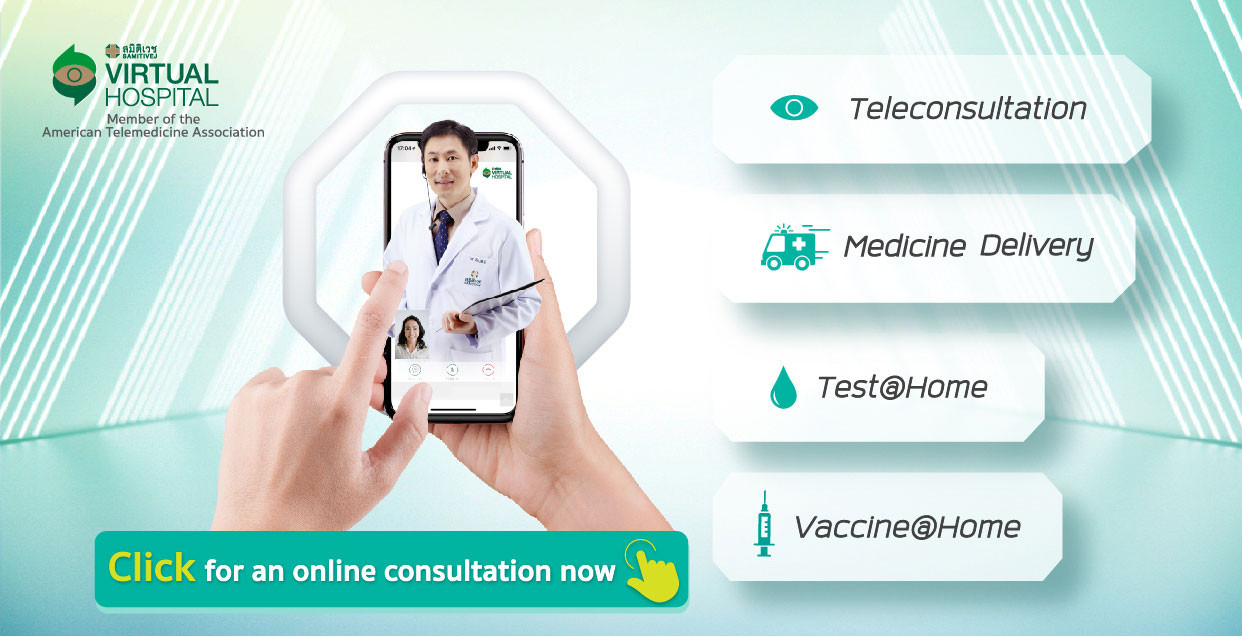 สมิติเวช
SAMITIVEJ
VIRTUAL
HOSPITAL
Member of the
American Telemedicine Association
17:04
VIRTUAL
HOSPITAL
Teleconsultation
Medicine Delivery
Test@Home
Vaccine@Home
Click for an online consultation now